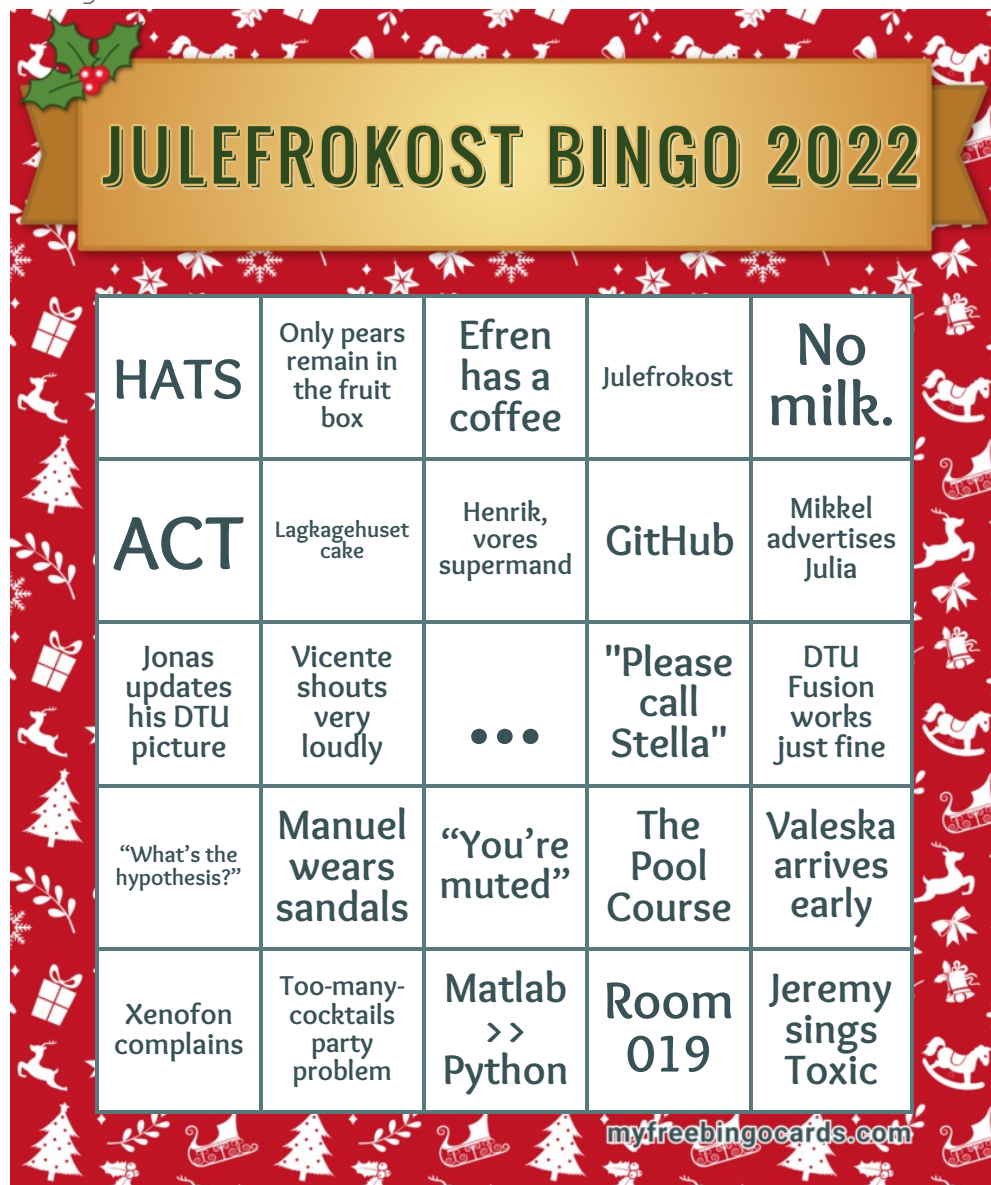 JULEFROKOST BINGO 2022
HATS
Only pears
remain in
the fruit
box
Efren
has a
coffee
Julefrokost
No
milk.
ACT
Lagkagehuset
cake
Henrik,
vores
supermand
GitHub
Mikkel
advertises
Julia
Jonas
updates
his DTU
picture
Vicente
shouts
very
loudly
...
"Please
call
Stella"
DTU
Fusion
works
just fine
“What’s the
hypothesis?”
Manuel
wears
sandals
“You’re
muted”
The
Pool
Course
Valeska
arrives
early
Xenofon
complains
Too-many-
cocktails
party
problem
Matlab
>>
Python
Room
019
Jeremy
sings
Toxic
myfreebingocards.com